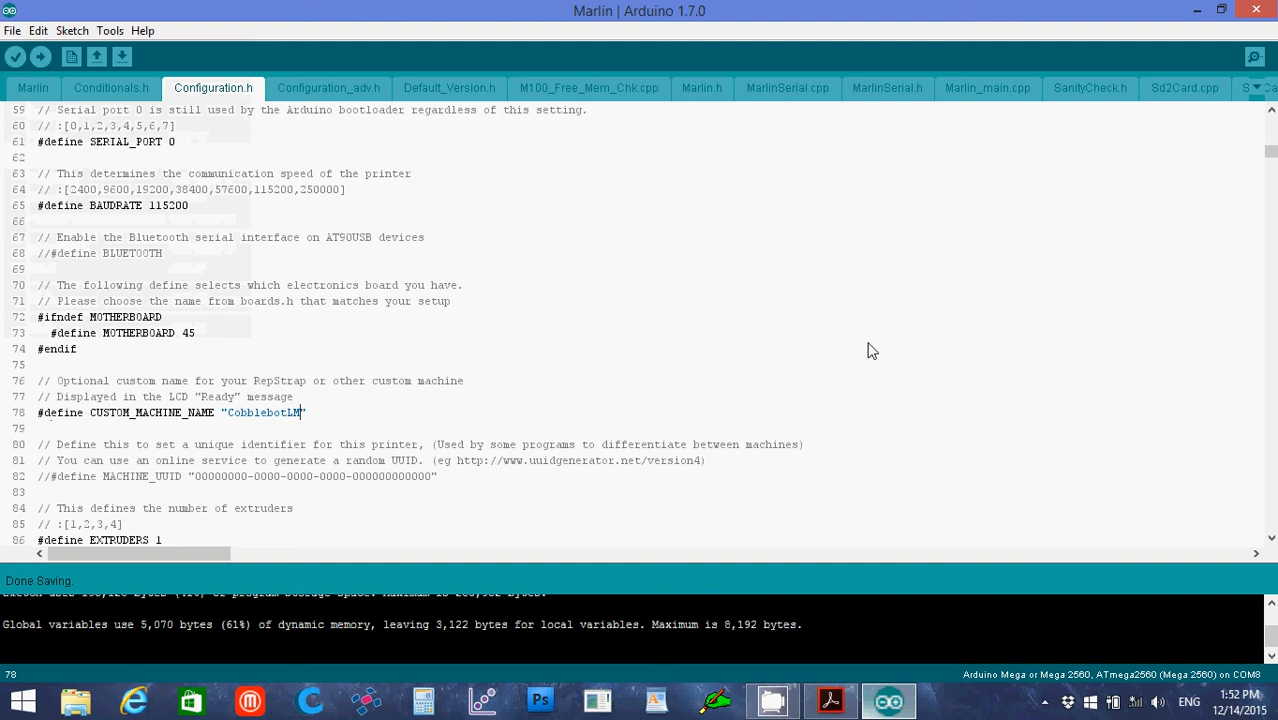 Marlin | Arduino 1.7.0
File Edit Sketch Tools Help
Marlin Conditionals.h Configuration.h Configuration_adv.h Default_Version.h M100_Free_Mem_Chk.cpp Marlin.h MarlinSerial.cpp MarlinSerial.h Marlin_main.cpp SanityCheck.h Sd2Card.cpp
59 // Serial port 0 is still used by the Arduino bootloader regardless of this setting.
60 // :[0,1,2,3,4,5,6,7]
61 #define SERIAL_PORT 0
62
63 // This determines the communication speed of the printer
64 // :[2400,9600,19200,38400,57600,115200,250000]
65 #define BAUDRATE 115200
66
67 // Enable the Bluetooth serial interface on AT90USB devices
68 //#define BLUETOOTH
69
70 // The following define selects which electronics board you have.
71 // Please choose the name from boards.h that matches your setup
72 #ifndef MOTHERBOARD
73 #define MOTHERBOARD 45
74 #endif
75
76 // Optional custom name for your RepStrap or other custom machine
77 // Displayed in the LCD "Ready" message
78 #define CUSTOM_MACHINE_NAME "CobblebotLM"
79
80 // Define this to set a unique identifier for this printer, (Used by some programs to differentiate between machines)
81 // You can use an online service to generate a random UUID. (eg http://www.uuidgenerator.net/version4)
82 //#define MACHINE_UUID "00000000-0000-0000-0000-000000000000"
83
84 // This defines the number of extruders
85 // :[1,2,3,4]
86 #define EXTRUDERS 1
Done Saving.
Global variables use 5,070 bytes (61%) of dynamic memory, leaving 3,122 bytes for local variables. Maximum is 8,192 bytes.
78 Arduino Mega or Mega 2560, ATmega2560 (Mega 2560) on COM8
Ps ENG 1:52 PM
12/14/2015